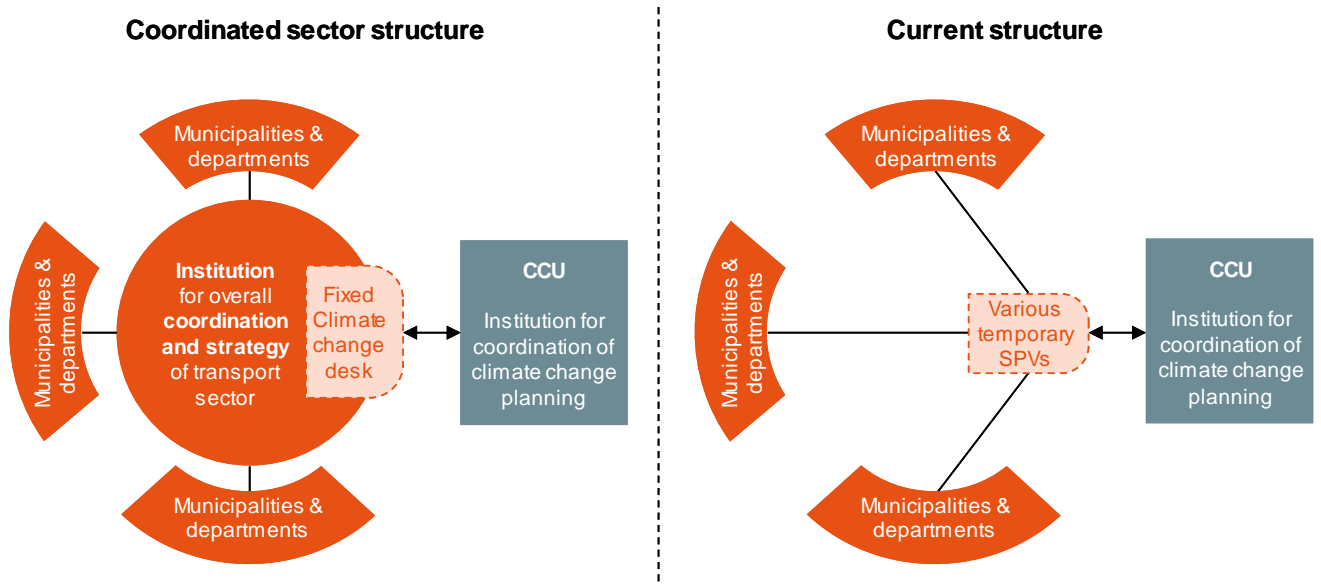 Coordinated sector structure
Municipalities &
departments
Municipalities &
departments
Institution
for overall
coordination
and strategy
of transport
sector
Fixed
Climate
change
desk
CCU
Institution for
coordination of
climate change
planning
Municipalities &
departments
Current structure
Municipalities &
departments
Municipalities &
departments
Various
temporary
SPVs
CCU
Institution for
coordination of
climate change
planning
Municipalities &
departments